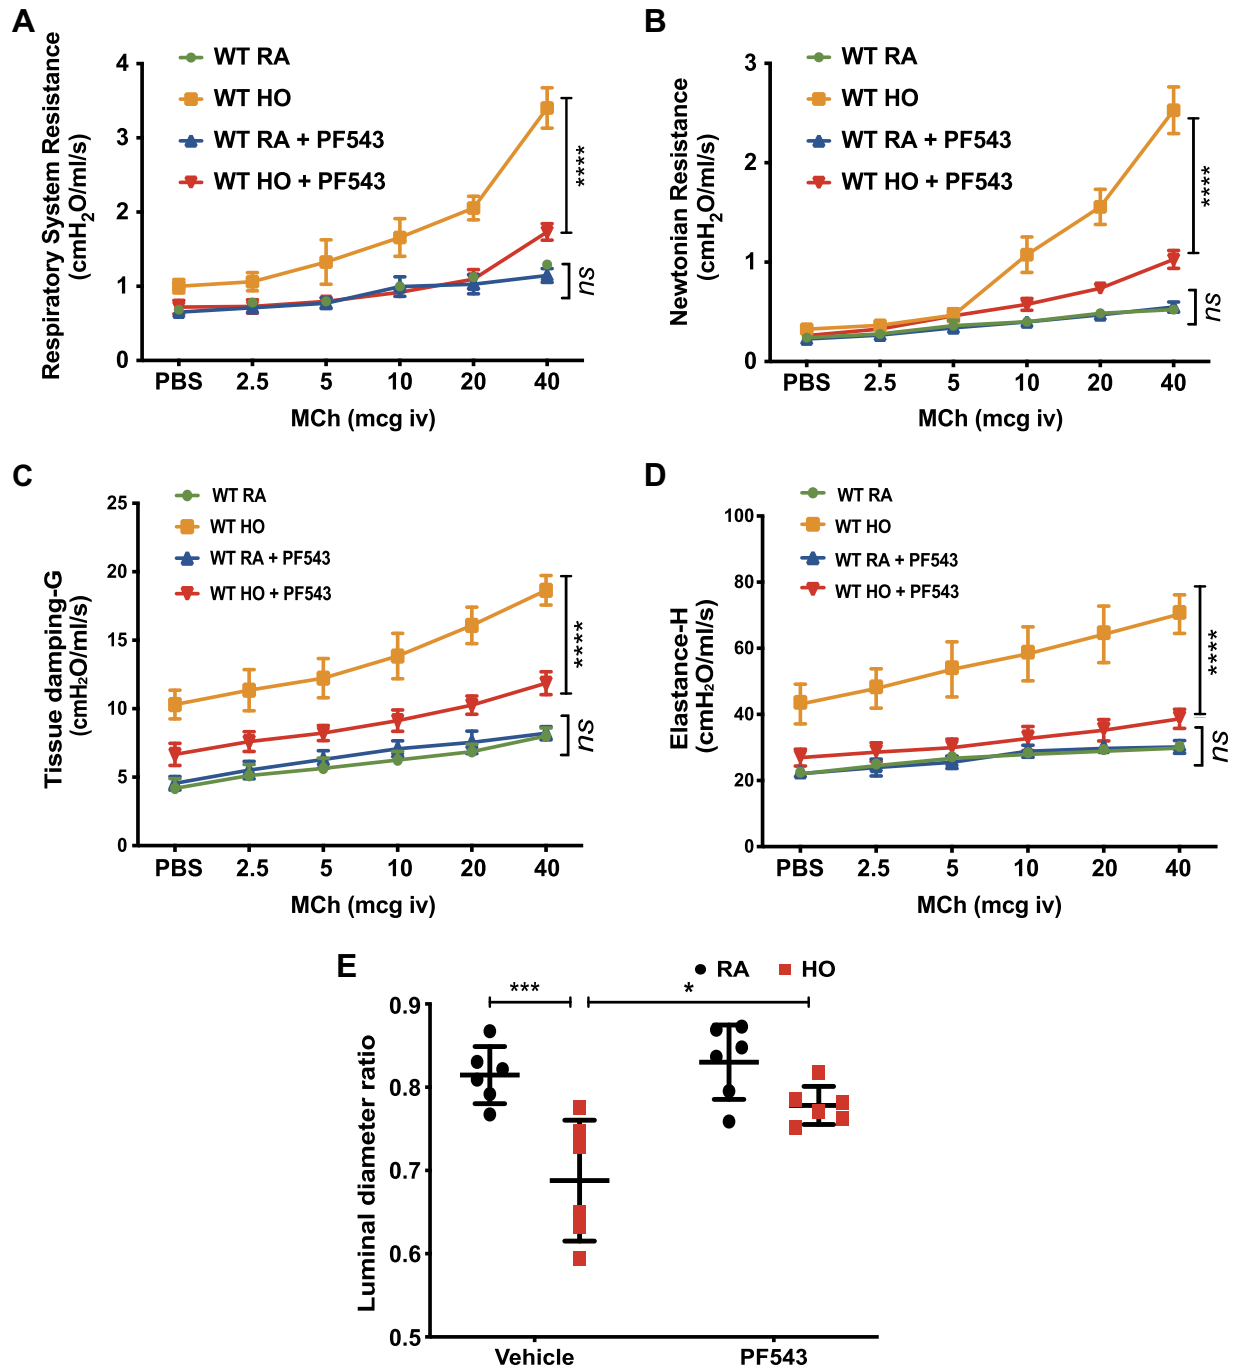 A
Respiratory System Resistance
(cmH2O/ml/s)
WT RA
WT HO
WT RA + PF543
WT HO + PF543
4
3
2
1
0
****
ns
PBS 2.5 5 10 20 40
MCh (mcg iv)
B
Newtonian Resistance
(cmH2O/ml/s)
WT RA
WT HO
WT RA + PF543
WT HO + PF543
3
2
1
0
****
ns
PBS 2.5 5 10 20 40
MCh (mcg iv)
C
Tissue damping-G
(cmH2O/ml/s)
WT RA
WT HO
WT RA + PF543
WT HO + PF543
25
20
15
10
5
0
****
ns
PBS 2.5 5 10 20 40
MCh (mcg iv)
D
Elastance-H
(cmH2O/ml/s)
WT RA
WT HO
WT RA + PF543
WT HO + PF543
100
80
60
40
20
0
****
ns
PBS 2.5 5 10 20 40
MCh (mcg iv)
E
RA HO
Luminal diameter ratio
*** *
0.9
0.8
0.7
0.6
0.5
Vehicle PF543